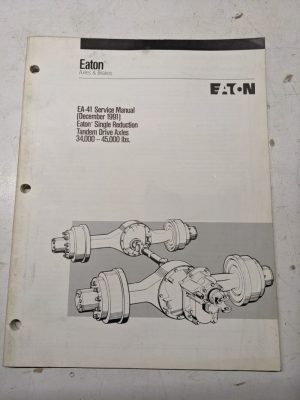 Eaton™
Axles & Brakes
EATON
EA-41 Service Manual
(December 1991)
Eaton® Single Reduction
Tandem Drive Axles
34,000 – 45,000 lbs.